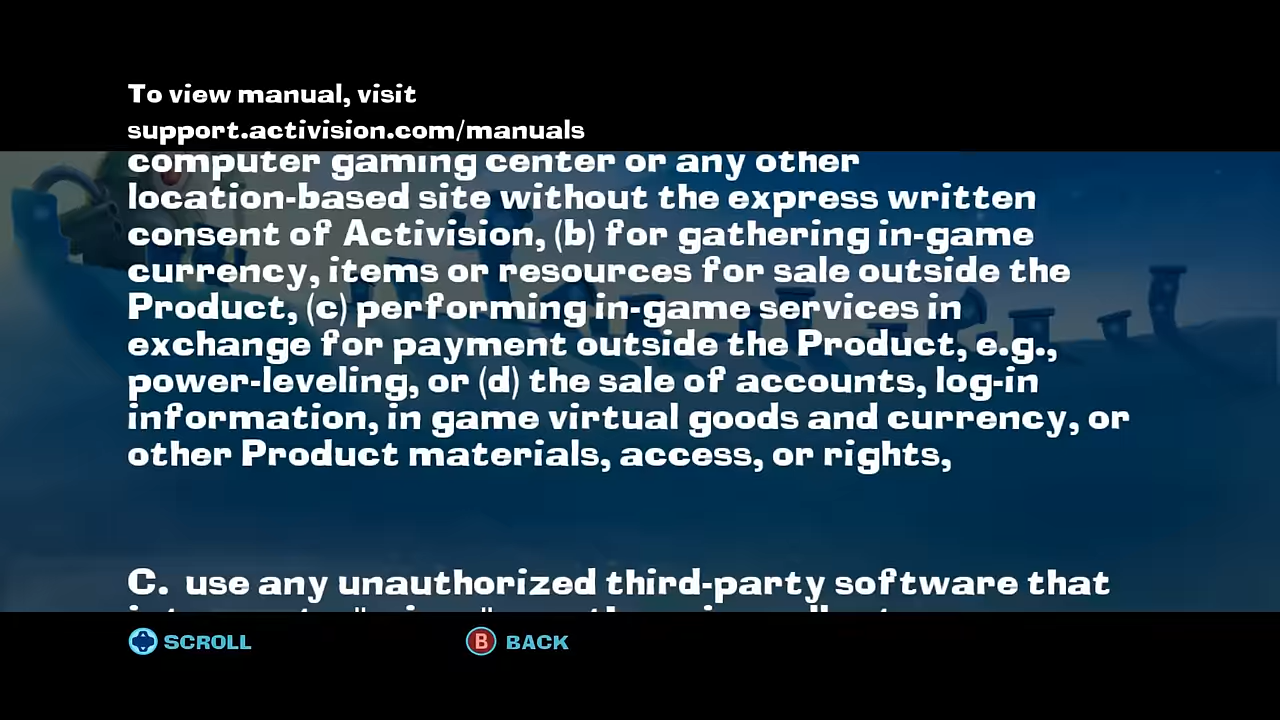 To view manual, visit
support.activision.com/manuals
computer gaming center or any other
location-based site without the express written
consent of Activision, (b) for gathering in-game
currency, items or resources for sale outside the
Product, (c) performing in-game services in
exchange for payment outside the Product, e.g.,
power-leveling, or (d) the sale of accounts, log-in
information, in game virtual goods and currency, or
other Product materials, access, or rights,
C. use any unauthorized third-party software that
B
SCROLL
BACK